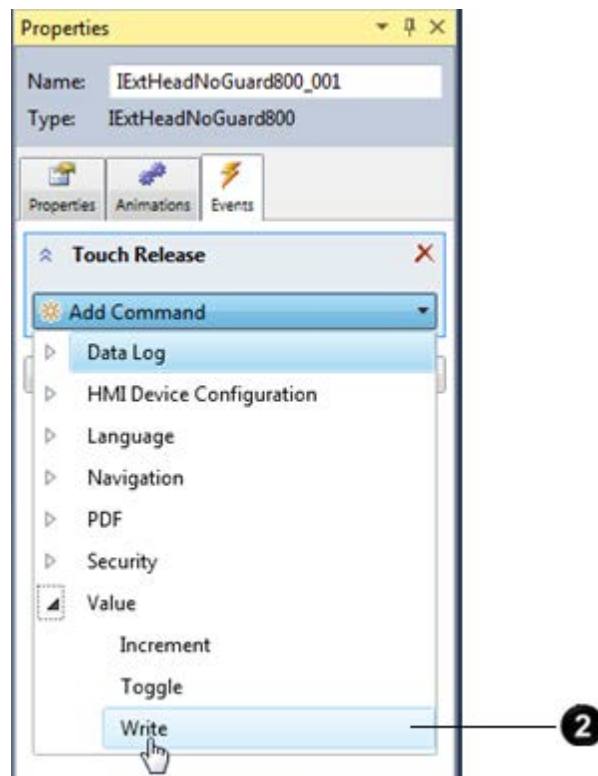 Properties
Name: IExtHeadNoGuard800_001
Type: IExtHeadNoGuard800
Properties Animations Events
Touch Release
Add Command
Data Log
HMI Device Configuration
Language
Navigation
PDF
Security
Value
Increment
Toggle
Write
2